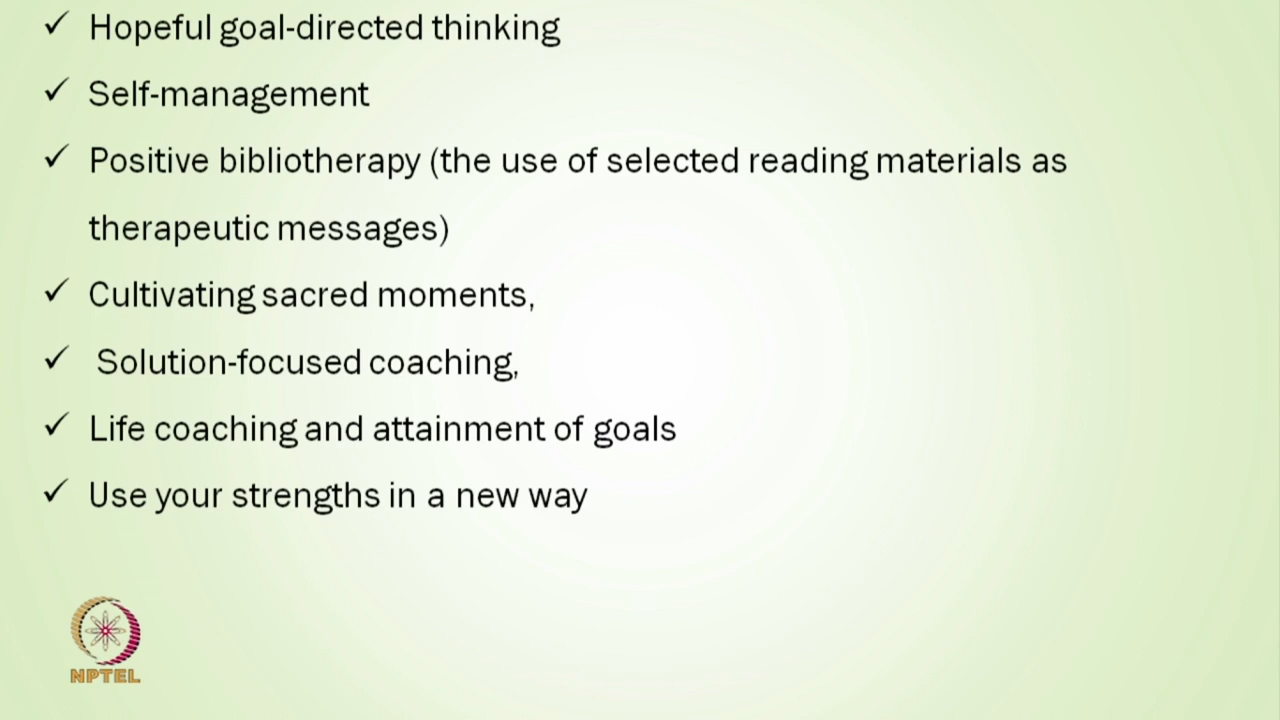 ✓ Hopeful goal-directed thinking
✓ Self-management
✓ Positive bibliotherapy (the use of selected reading materials as
therapeutic messages)
✓ Cultivating sacred moments,
✓ Solution-focused coaching,
✓ Life coaching and attainment of goals
✓ Use your strengths in a new way
NPTEL